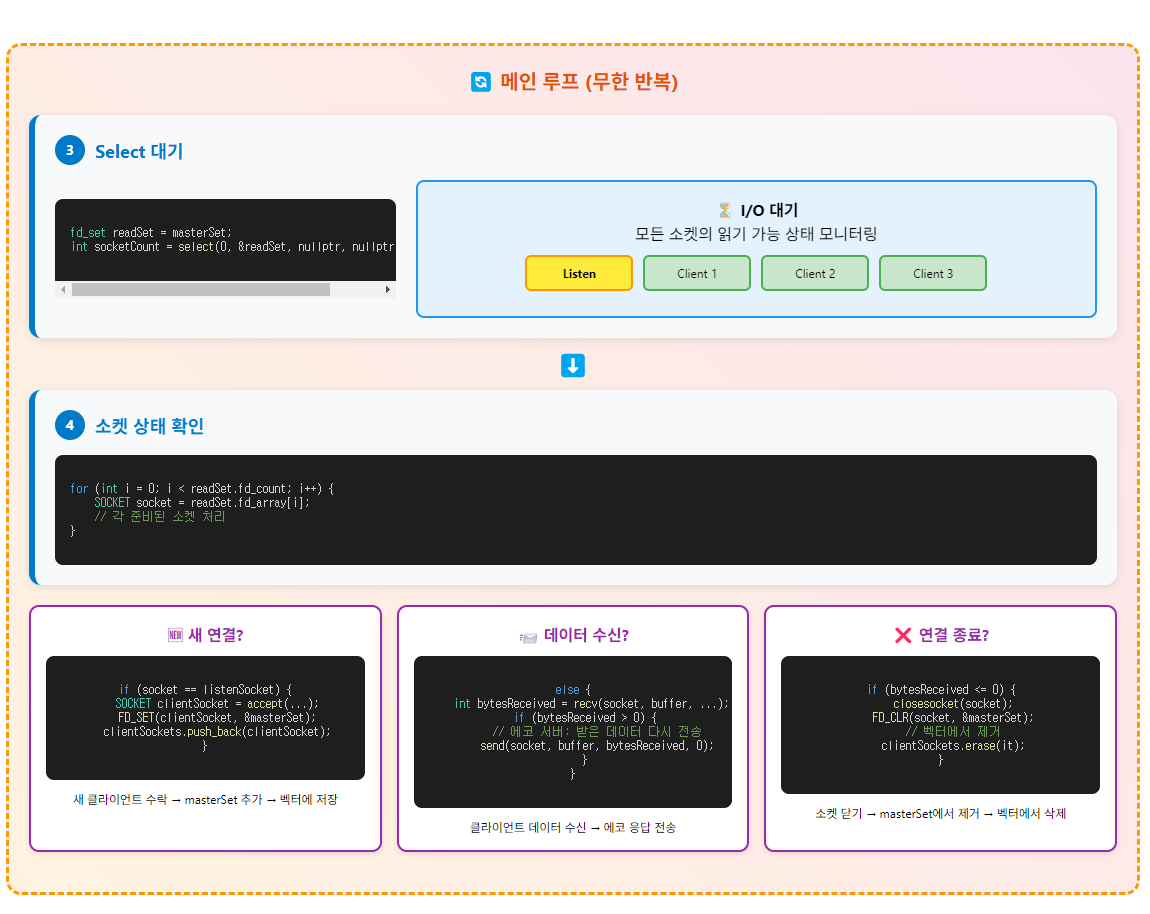 🔄 메인 루프 (무한 반복)
3 Select 대기
fd_set readSet = masterSet;
int socketCount = select(0, &readSet, nullptr, nullptr
⏳ I/O 대기
모든 소켓의 읽기 가능 상태 모니터링
Listen Client 1 Client 2 Client 3
4 소켓 상태 확인
for (int i = 0; i < readSet.fd_count; i++) {
SOCKET socket = readSet.fd_array[i];
// 각 준비된 소켓 처리
}
🆕 새 연결?
if (socket == listenSocket) {
SOCKET clientSocket = accept(...);
FD_SET(clientSocket, &masterSet);
clientSockets.push_back(clientSocket);
}
새 클라이언트 수락 → masterSet 추가 → 벡터에 저장
📨 데이터 수신?
else {
int bytesReceived = recv(socket, buffer, ...);
if (bytesReceived > 0) {
// 에코 서버: 받은 데이터 다시 전송
send(socket, buffer, bytesReceived, 0);
}
}
클라이언트 데이터 수신 → 에코 응답 전송
❌ 연결 종료?
if (bytesReceived <= 0) {
closesocket(socket);
FD_CLR(socket, &masterSet);
// 벡터에서 제거
clientSockets.erase(it);
}
소켓 닫기 → masterSet에서 제거 → 벡터에서 삭제